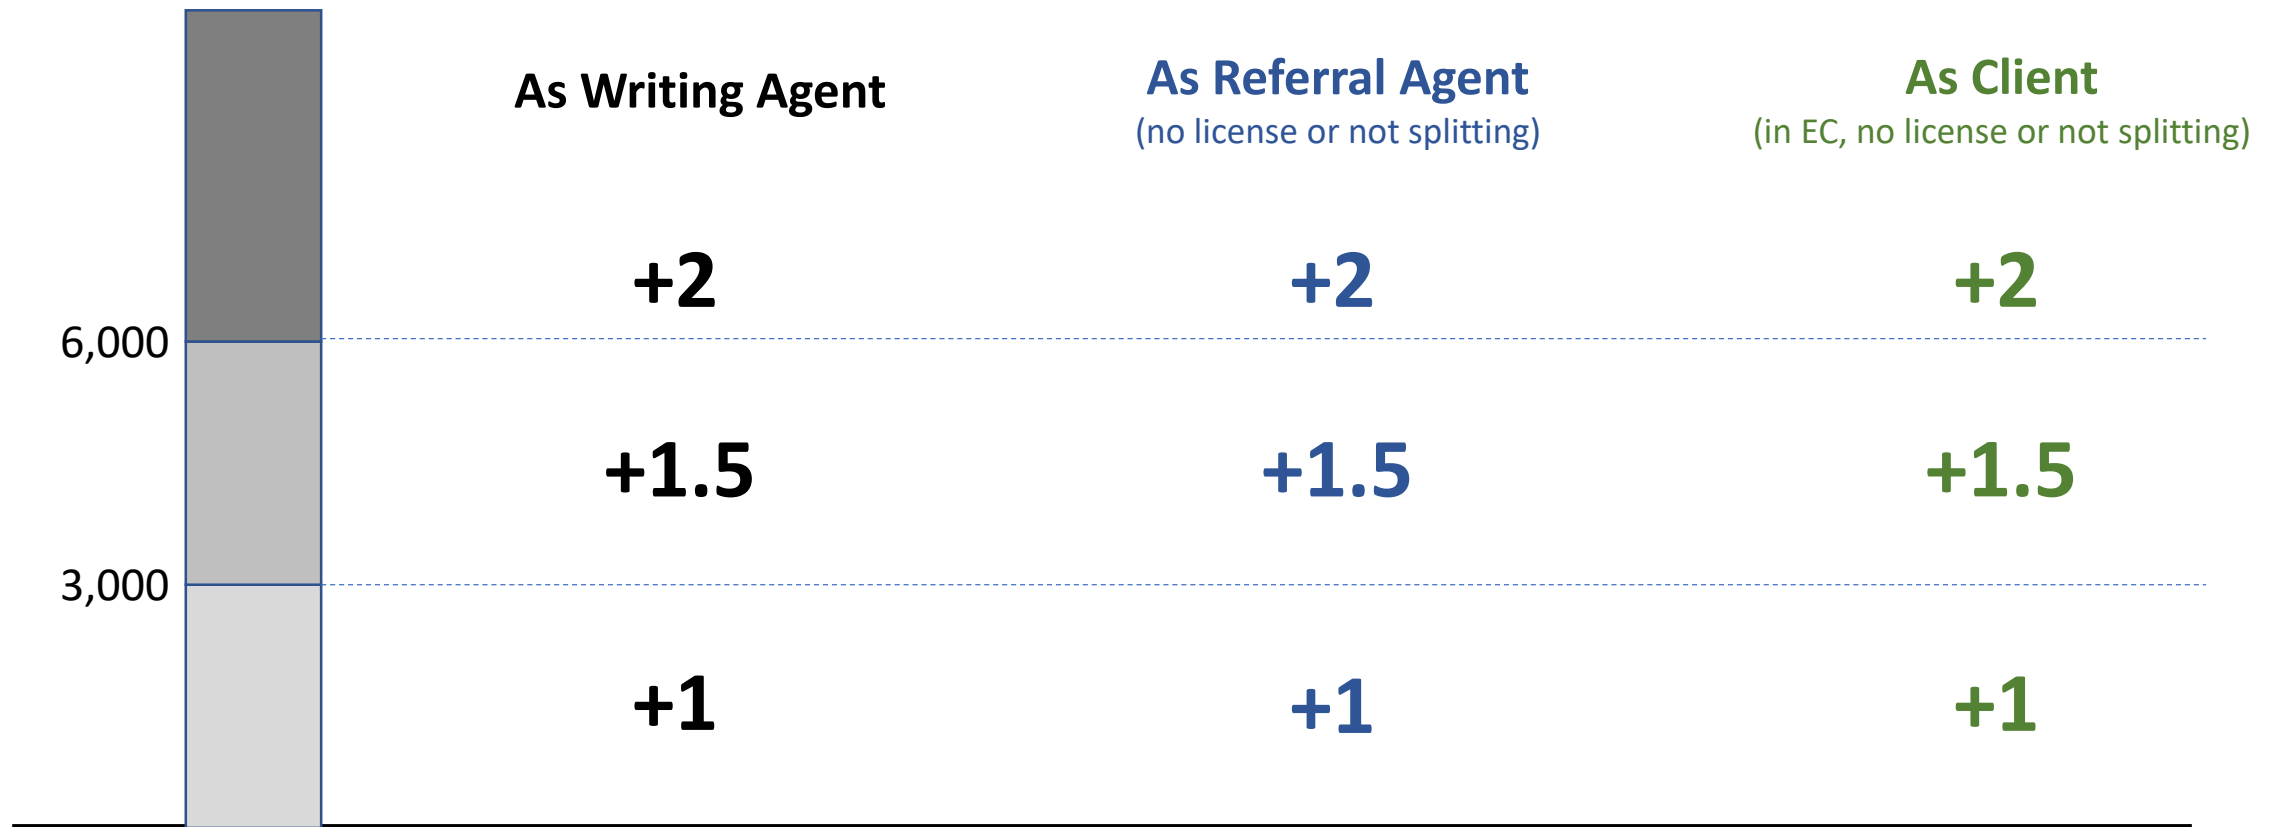 As Writing Agent
As Referral Agent
(no license or not splitting)
As Client
(in EC, no license or not splitting)
+2
+2
+2
6,000
+1.5
+1.5
+1.5
3,000
+1
+1
+1